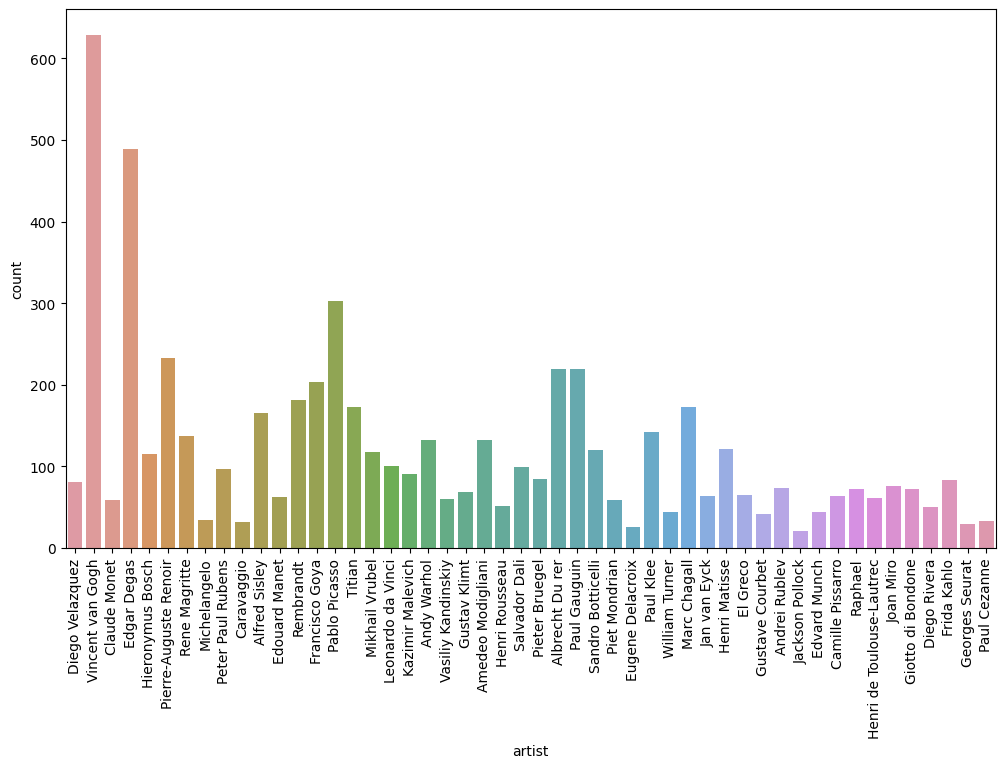 600
500
400
300
200
100
0
count
Diego Velazquez
Vincent van Gogh
Claude Monet
Edgar Degas
Hieronymus Bosch
Pierre-Auguste Renoir
Rene Magritte
Michelangelo
Peter Paul Rubens
Caravaggio
Alfred Sisley
Edouard Manet
Rembrandt
Francisco Goya
Pablo Picasso
Titian
Mikhail Vrubel
Leonardo da Vinci
Kazimir Malevich
Andy Warhol
Vasiliy Kandinskiy
Gustav Klimt
Amedeo Modigliani
Henri Rousseau
Salvador Dali
Pieter Bruegel
Albrecht Du rer
Paul Gauguin
Sandro Botticelli
Piet Mondrian
Eugene Delacroix
Paul Klee
William Turner
Marc Chagall
Jan van Eyck
Henri Matisse
El Greco
Gustave Courbet
Andrei Rublev
Jackson Pollock
Edvard Munch
Camille Pissarro
Raphael
Henri de Toulouse-Lautrec
Joan Miro
Giotto di Bondone
Diego Rivera
Frida Kahlo
Georges Seurat
Paul Cezanne
artist